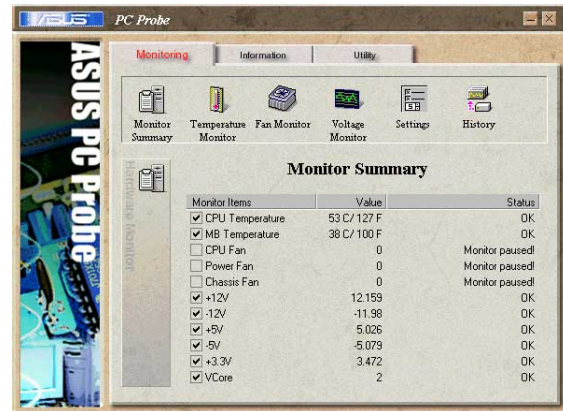 ASUS PC Probe
Monitoring Information Utility
Monitor Summary Temperature Monitor Fan Monitor Voltage Monitor Settings History
ASUS PC Probe
Hardware Monitor
Monitor Summary
Monitor Items Value Status
CPU Temperature 53 C/ 127 F OK
MB Temperature 38 C/ 100 F OK
CPU Fan 0 Monitor paused!
Power Fan 0 Monitor paused!
Chassis Fan 0 Monitor paused!
+12V 12.159 OK
-12V -11.98 OK
+5V 5.026 OK
-5V -5.079 OK
+3.3V 3.472 OK
VCore 2 OK